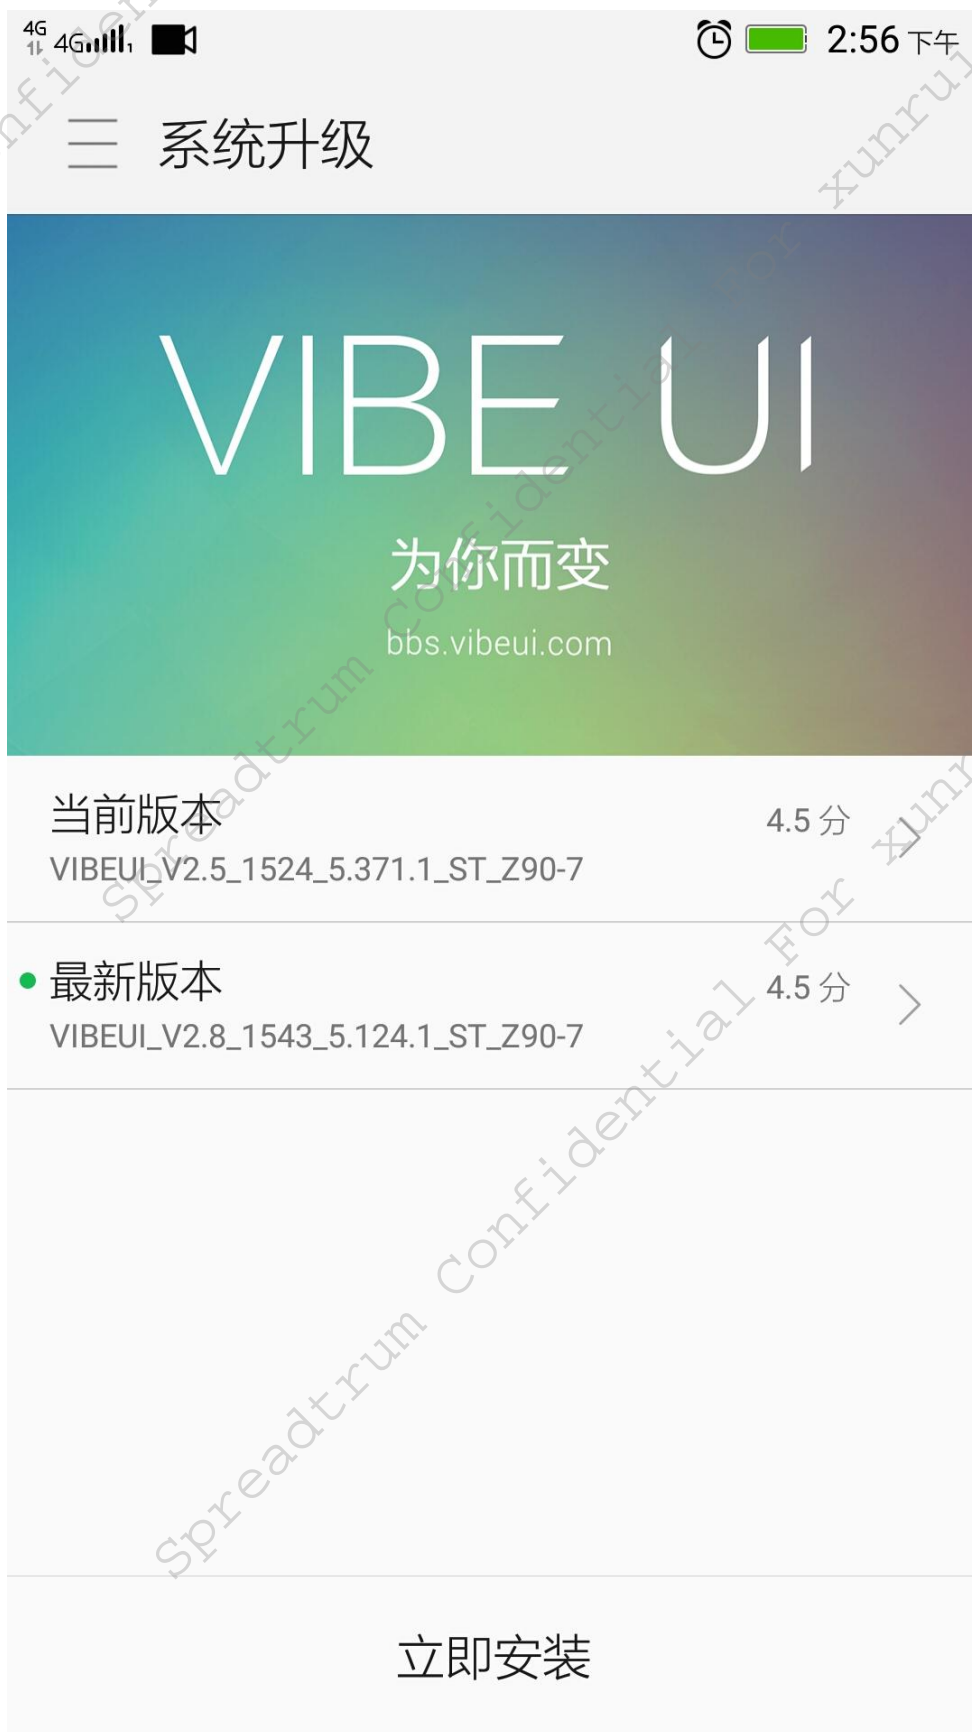 4G 4G 2:56 下午
系统升级
VIBE UI
为你而变
bbs.vibeui.com
当前版本 4.5 分
VIBEUI_V2.5_1524_5.371.1_ST_Z90-7
最新版本 4.5 分
VIBEUI_V2.8_1543_5.124.1_ST_Z90-7
立即安装
Spreadtrum Confidential For xunrui
Spreadtrum Confidential For